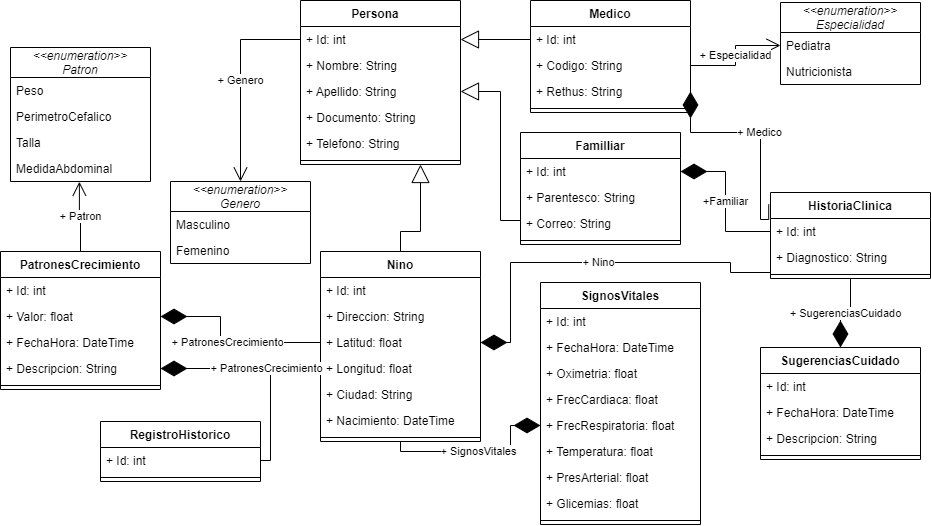 Persona
+ Id: int
+ Nombre: String
+ Apellido: String
+ Documento: String
+ Telefono: String
Medico
+ Id: int
+ Codigo: String
+ Rethus: String
<<enumeration>>
Especialidad
Pediatra
Nutricionista
+ Especialidad
<<enumeration>>
Patron
Peso
PerimetroCefalico
Talla
MedidaAbdominal
+ Genero
+ Medico
Familliar
+ Id: int
+ Parentesco: String
+ Correo: String
+Familiar
<<enumeration>>
Genero
Masculino
Femenino
+ Patron
HistoriaClinica
+ Id: int
+ Diagnostico: String
PatronesCrecimiento
+ Id: int
+ Valor: float
+ FechaHora: DateTime
+ Descripcion: String
Nino
+ Id: int
+ Direccion: String
+ Latitud: float
+ Longitud: float
+ Ciudad: String
+ Nacimiento: DateTime
+ Nino
+ PatronesCrecimiento
+ PatronesCrecimiento
SignosVitales
+ Id: int
+ FechaHora: DateTime
+ Oximetria: float
+ FrecCardiaca: float
+ FrecRespiratoria: float
+ Temperatura: float
+ PresArterial: float
+ Glicemias: float
+ SugerenciasCuidado
SugerenciasCuidado
+ Id: int
+ FechaHora: DateTime
+ Descripcion: String
RegistroHistorico
+ Id: int
+ SignosVitales